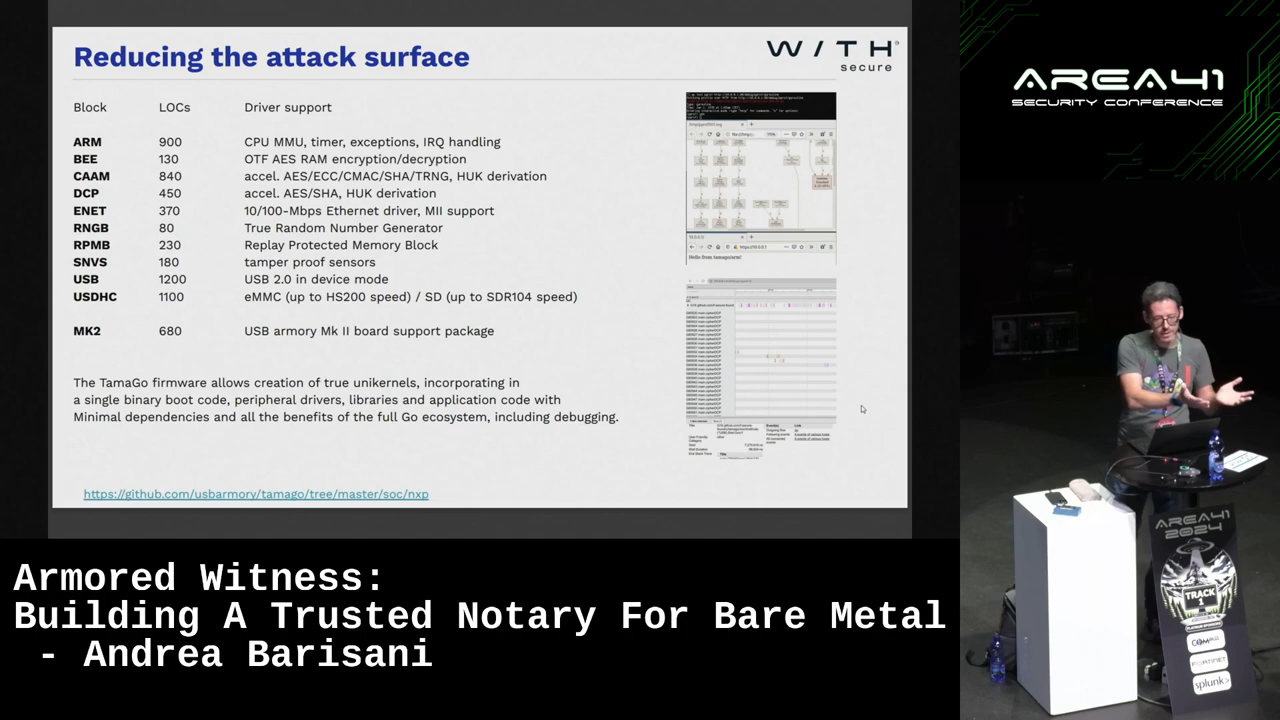 Reducing the attack surface
W / T H
secure
Block LOCs Driver support
ARM 900 CPU MMU, timer, exceptions, IRQ handling
BEE 130 OTF AES RAM encryption/decryption
CAAM 840 accel. AES/ECC/CMAC/SHA/TRNG, HUK derivation
DCP 450 accel. AES/SHA, HUK derivation
ENET 370 10/100-Mbps Ethernet driver, MII support
RNGB 80 True Random Number Generator
RPMB 230 Replay Protected Memory Block
SNVS 180 tamper proof sensors
USB 1200 USB 2.0 in device mode
USDHC 1100 eMMC (up to HS200 speed) / SD (up to SDR104 speed)
MK2 680 USB armory Mk II board support package
The TamaGo firmware allows creation of true unikernels, incorporating in
a single binary boot code, peripheral drivers, libraries and application code with
Minimal dependencies and all the benefits of the full Go ecosystem, including debugging.
https://github.com/usbarmory/tamago/tree/master/soc/nxp
Hello from tamago/arm!
AREA41
SECURITY CONFERENCE
AREA41
2024
TRACK
1
FORTINET
splunk>
Armored Witness:
Building A Trusted Notary For Bare Metal
- Andrea Barisani